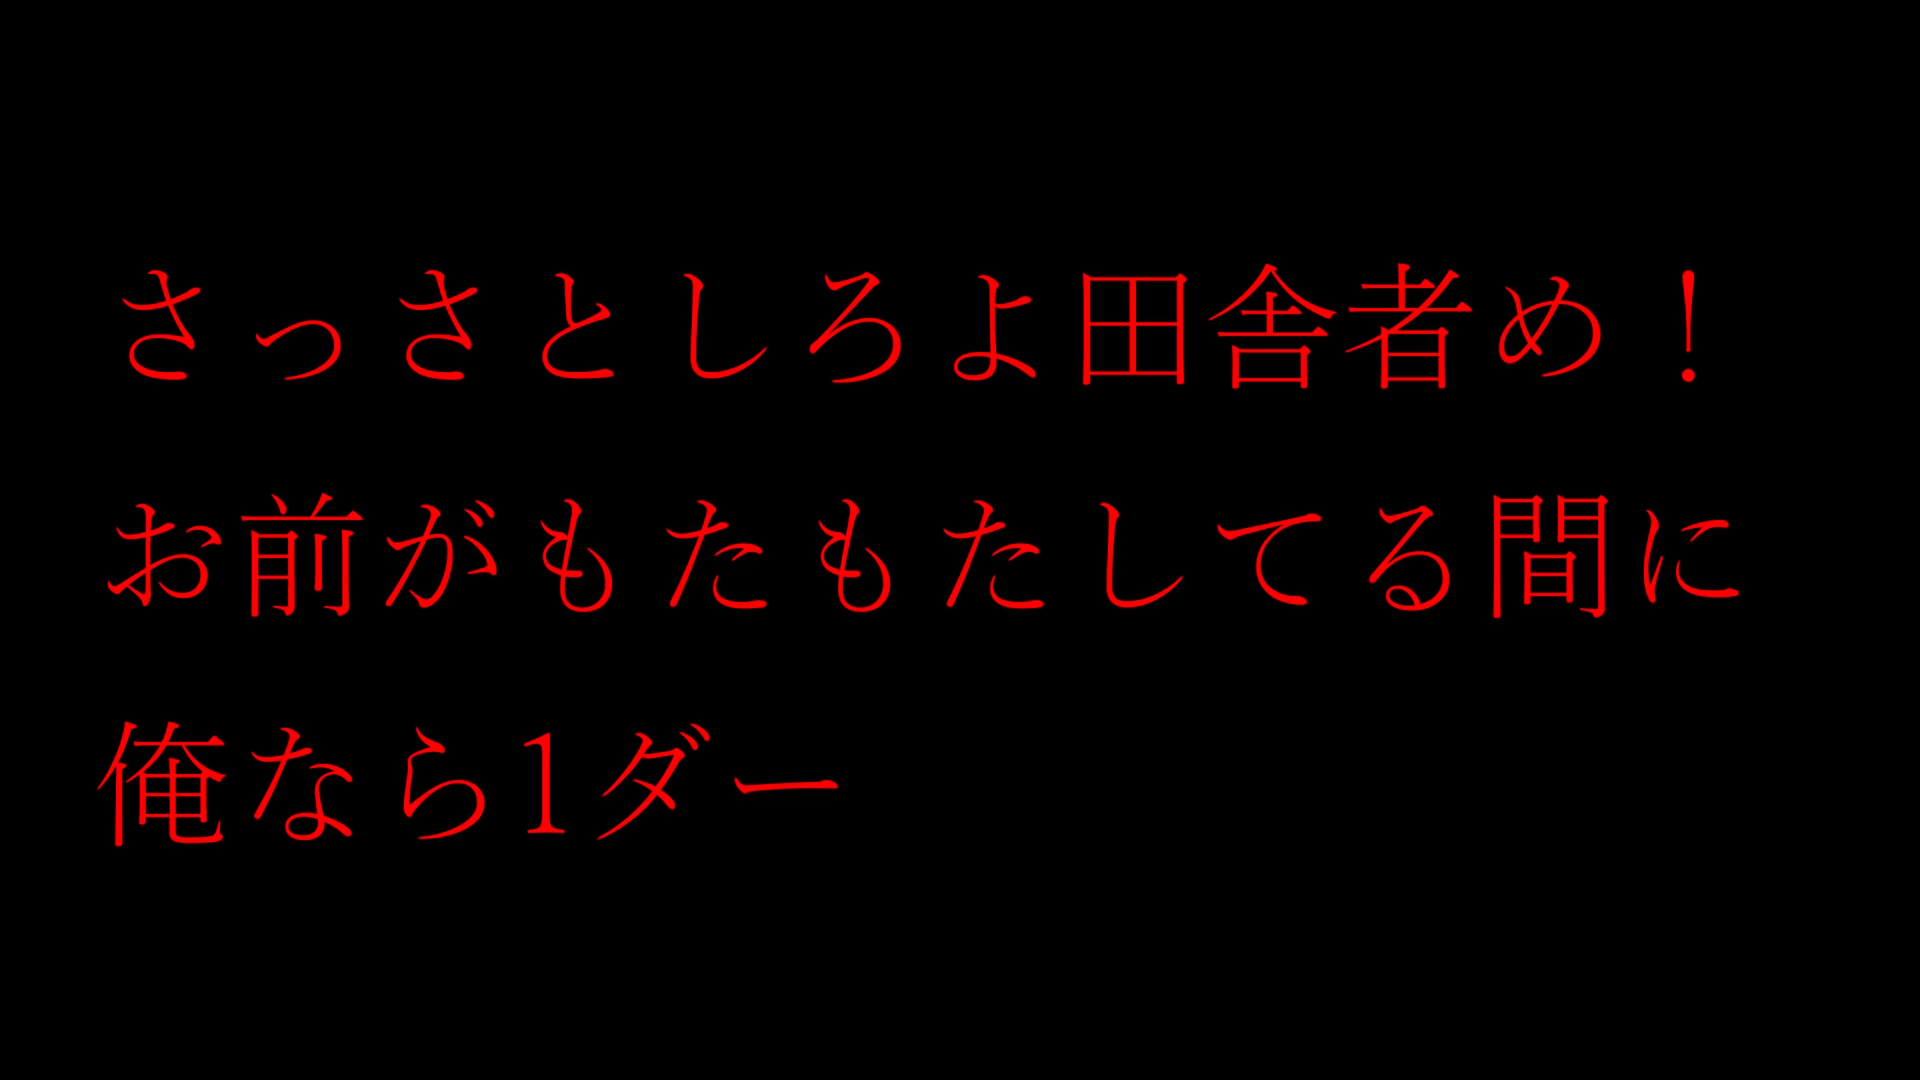 さっさとしろよ田舎者め！
お前がもたもたしてる間に
俺なら1ダー